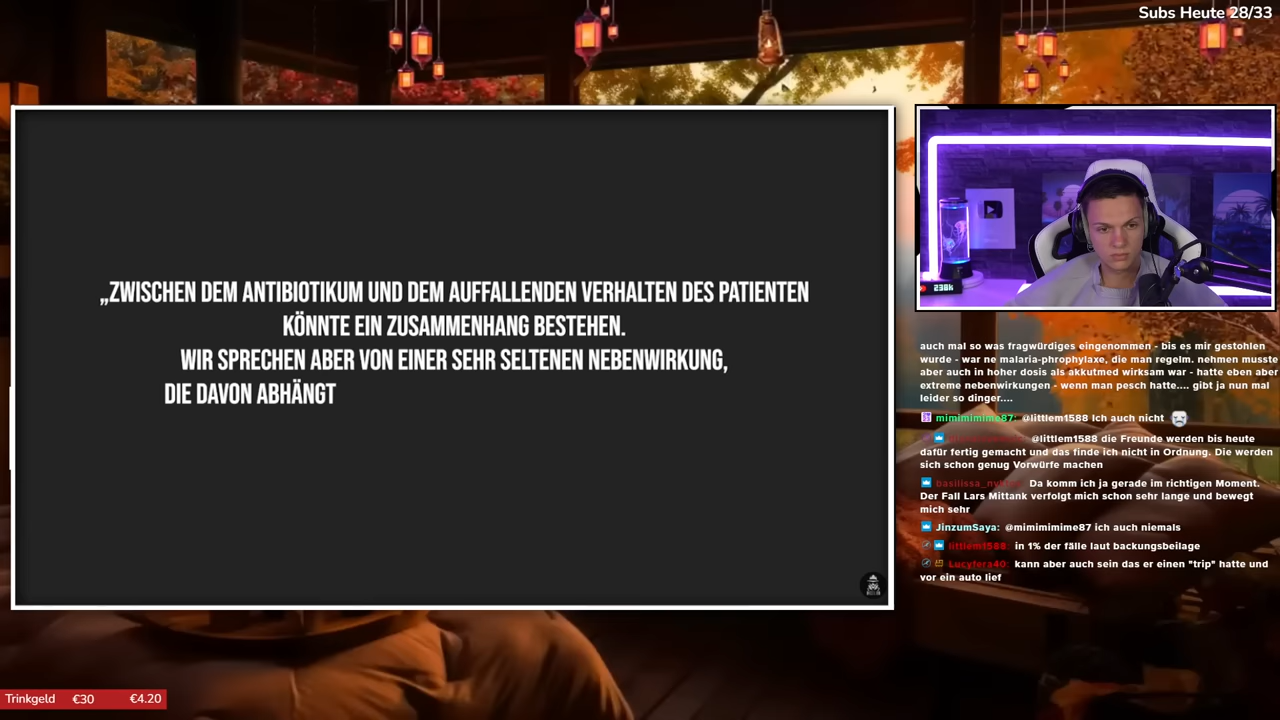 Subs Heute 28/33
„ZWISCHEN DEM ANTIBIOTIKUM UND DEM AUFFALLENDEN VERHALTEN DES PATIENTEN
KÖNNTE EIN ZUSAMMENHANG BESTEHEN.
WIR SPRECHEN ABER VON EINER SEHR SELTENEN NEBENWIRKUNG,
DIE DAVON ABHÄNGT
238k
auch mal so was fragwürdiges eingenommen - bis es mir gestohlen
wurde - war ne malaria-phrophylaxe, die man regelm. nehmen musste
aber auch in hoher dosis als akkutmed wirksam war - hatte eben aber
extreme nebenwirkungen - wenn man pesch hatte.... gibt ja nun mal
leider so dinger....
mimimimime87: @littlem1588 Ich auch nicht
@littlem1588 die Freunde werden bis heute
dafür fertig gemacht und das finde ich nicht in Ordnung. Die werden
sich schon genug Vorwürfe machen
Da komm ich ja gerade im richtigen Moment.
Der Fall Lars Mittank verfolgt mich schon sehr lange und bewegt
mich sehr
JinzumSaya: @mimimimime87 ich auch niemals
littlem1588: in 1% der fälle laut backungsbeilage
Lucyfera40: kann aber auch sein das er einen "trip" hatte und
vor ein auto lief
Trinkgeld €30 €4.20